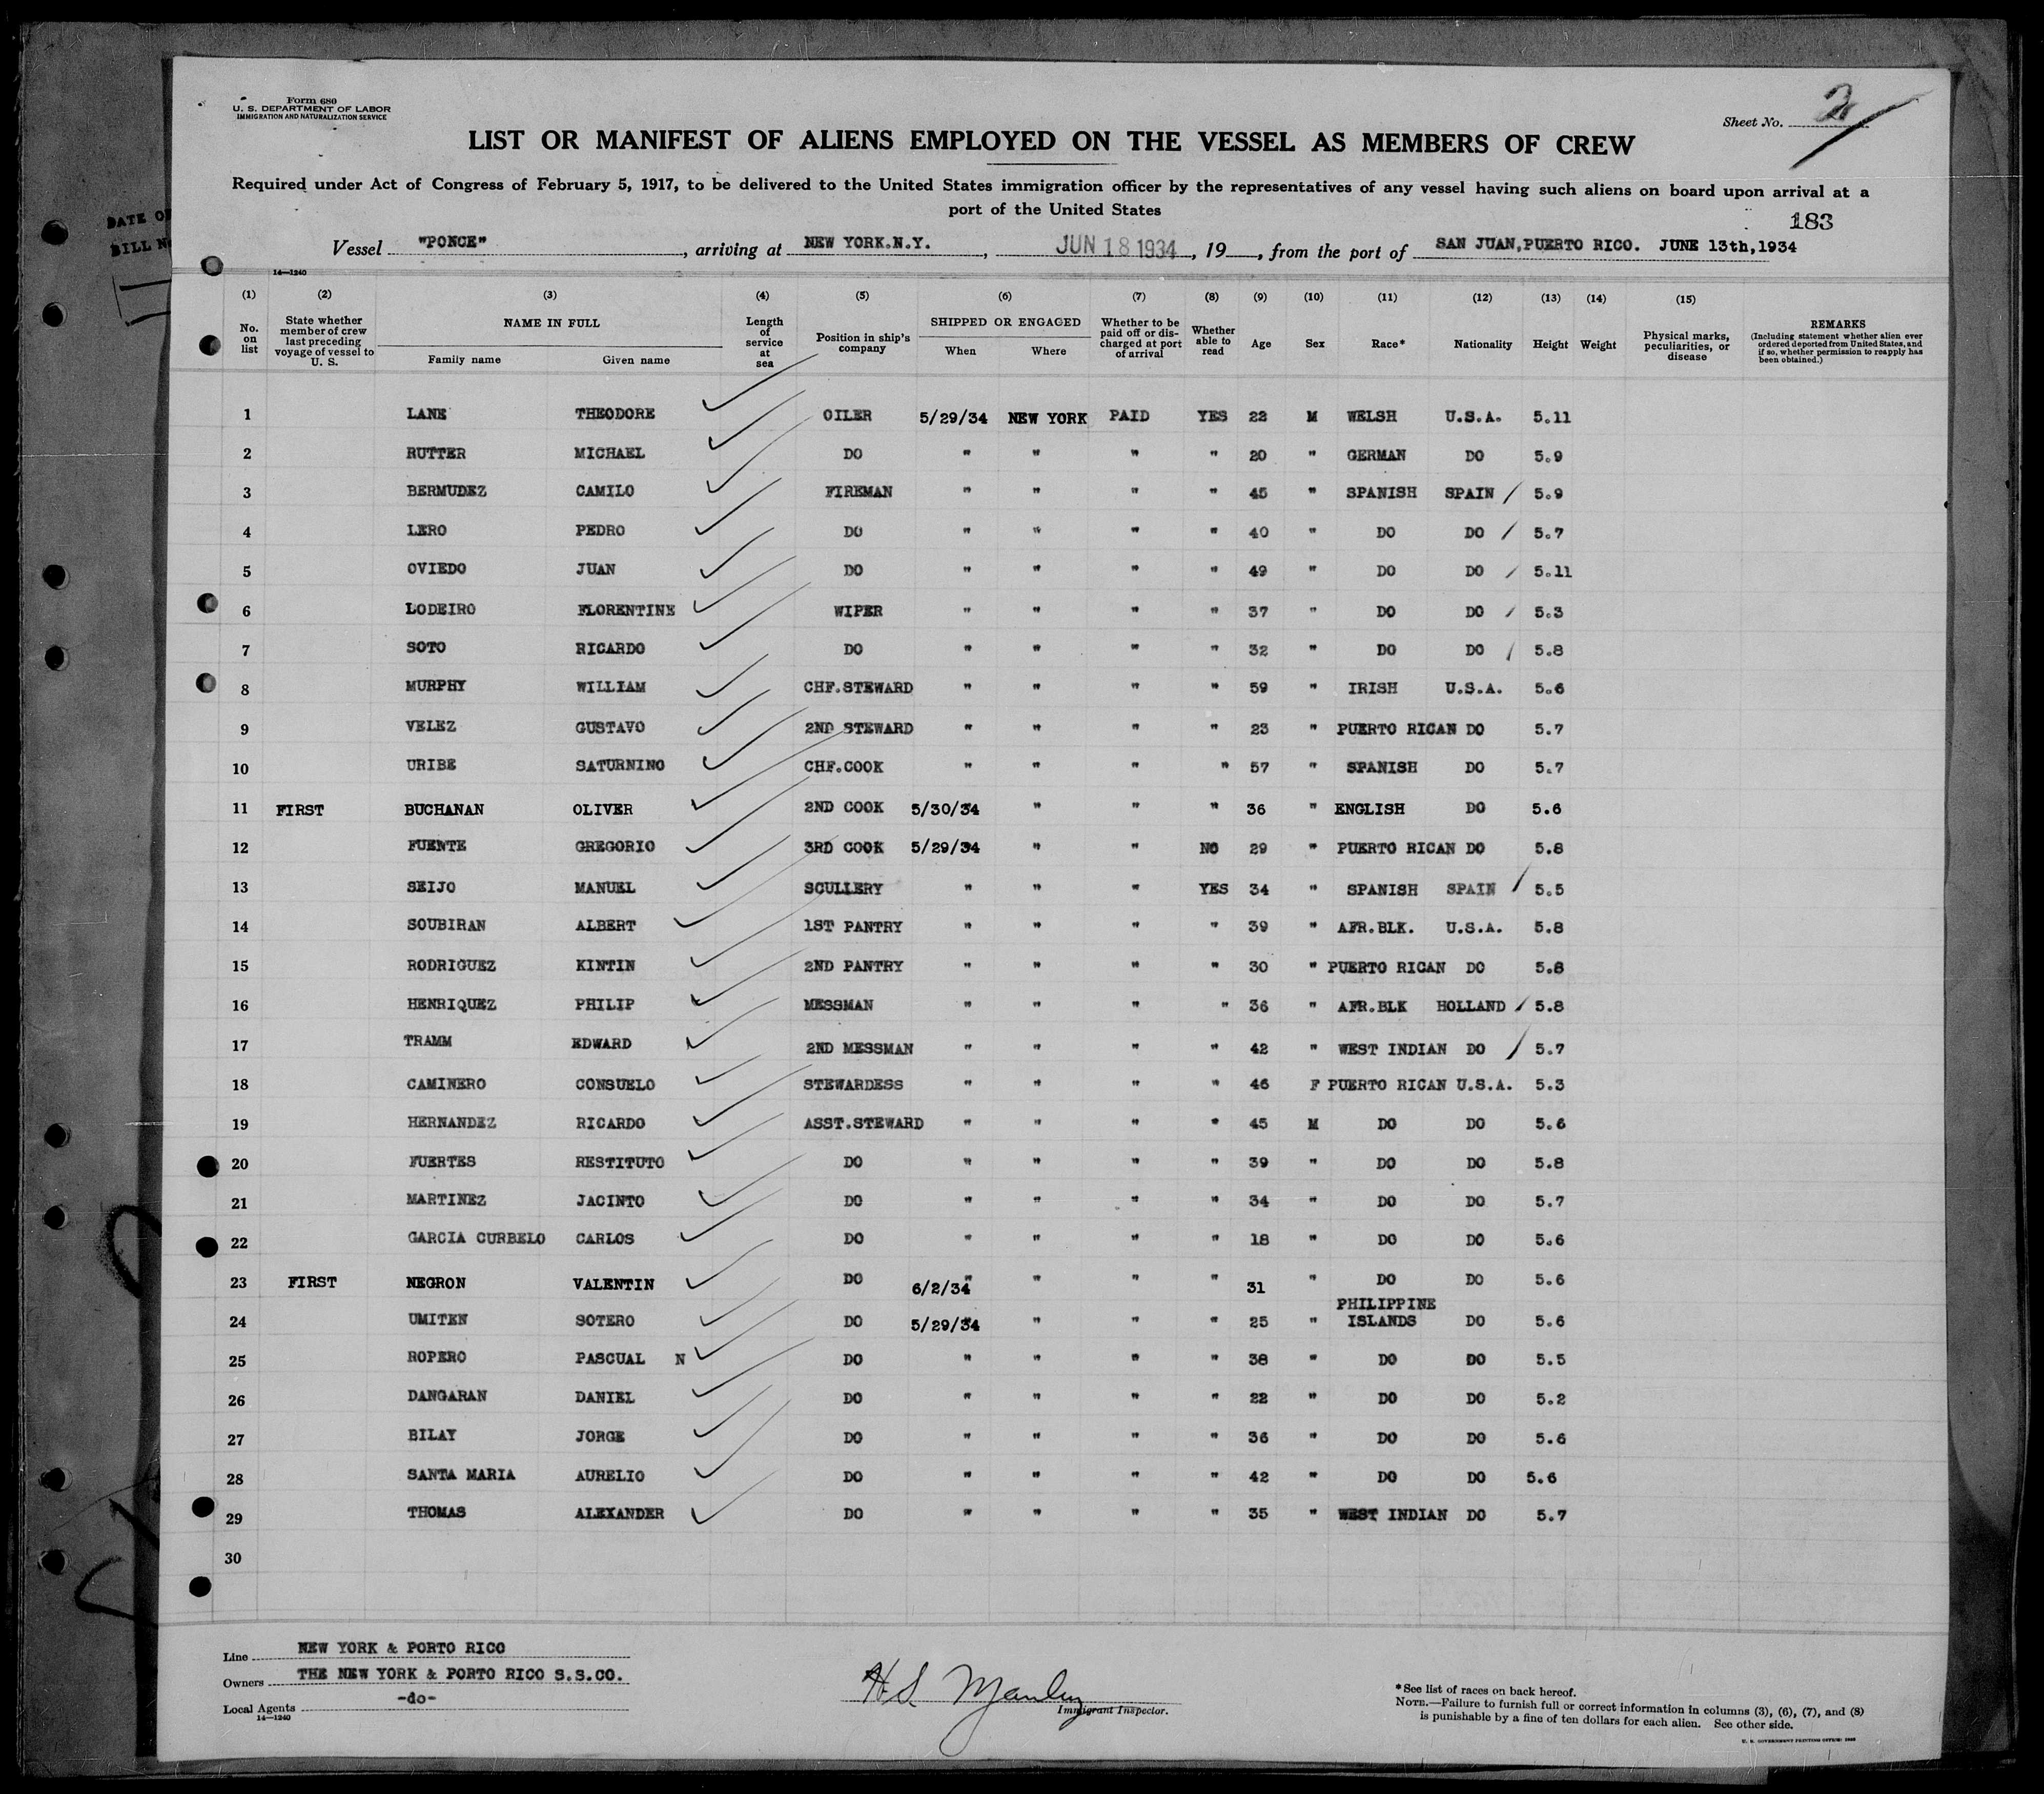 Form 680
U. S. DEPARTMENT OF LABOR
IMMIGRATION AND NATURALIZATION SERVICE
Sheet No. 2
LIST OR MANIFEST OF ALIENS EMPLOYED ON THE VESSEL AS MEMBERS OF CREW
Required under Act of Congress of February 5, 1917, to be delivered to the United States immigration officer by the representatives of any vessel having such aliens on board upon arrival at a
port of the United States
183
DATE OF
BILL N
Vessel "PONCE", arriving at NEW YORK.N.Y., JUN 18 1934, 19, from the port of SAN JUAN,PUERTO RICO. JUNE 13th,1934
14—1240
(1) (2) (3) (4) (5) (6) (7) (8) (9) (10) (11) (12) (13) (14) (15)
No. on list State whether member of crew last preceding voyage of vessel to U. S. NAME IN FULL Family name Given name Length of service at sea Position in ship's company SHIPPED OR ENGAGED When Where Whether to be paid off or discharged at port of arrival Whether able to read Age Sex Race* Nationality Height Weight Physical marks, peculiarities, or disease REMARKS (Including statement whether alien ever ordered deported from United States, and if so, whether permission to reapply has been obtained.)
1 LANE THEODORE OILER 5/29/34 NEW YORK PAID YES 22 M WELSH U.S.A. 5.11
2 RUTTER MICHAEL DO " " " " 20 " GERMAN DO 5.9
3 BERMUDEZ CAMILO FIREMAN " " " " 45 " SPANISH SPAIN / 5.9
4 LERO PEDRO DO " " " " 40 " DO DO / 5.7
5 OVIEDO JUAN DO " " " " 49 " DO DO / 5.11
6 LODEIRO FLORENTINE WIPER " " " " 37 " DO DO / 5.3
7 SOTO RICARDO DO " " " " 32 " DO DO / 5.8
8 MURPHY WILLIAM CHF.STEWARD " " " " 59 " IRISH U.S.A. 5.6
9 VELEZ GUSTAVO 2ND STEWARD " " " " 23 " PUERTO RICAN DO 5.7
10 URIBE SATURNINO CHF.COOK " " " " 57 " SPANISH DO 5.7
11 FIRST BUCHANAN OLIVER 2ND COOK 5/30/34 " " " 36 " ENGLISH DO 5.6
12 FUENTE GREGORIO 3RD COOK 5/29/34 " " NO 29 " PUERTO RICAN DO 5.8
13 SEIJO MANUEL SCULLERY " " " YES 34 " SPANISH SPAIN / 5.5
14 SOUBIRAN ALBERT 1ST PANTRY " " " " 39 " AFR.BLK. U.S.A. 5.8
15 RODRIGUEZ KINTIN 2ND PANTRY " " " " 30 " PUERTO RICAN DO 5.8
16 HENRIQUEZ PHILIP MESSMAN " " " " 36 " AFR.BLK HOLLAND / 5.8
17 TRAMM EDWARD 2ND MESSMAN " " " " 42 " WEST INDIAN DO / 5.7
18 CAMINERO CONSUELO STEWARDESS " " " " 46 F PUERTO RICAN U.S.A. 5.3
19 HERNANDEZ RICARDO ASST.STEWARD " " " " 45 M DO DO 5.6
20 FUERTES RESTITUTO DO " " " " 39 " DO DO 5.8
21 MARTINEZ JACINTO DO " " " " 34 " DO DO 5.7
22 GARCIA CURBELO CARLOS DO " " " " 18 " DO DO 5.6
23 FIRST NEGRON VALENTIN DO 6/2/34 " " " 31 " DO DO 5.6
24 UMITEN SOTERO DO 5/29/34 " " " 25 " PHILIPPINE ISLANDS DO 5.6
25 ROPERO PASCUAL N DO " " " " 38 " DO DO 5.5
26 DANGARAN DANIEL DO " " " " 22 " DO DO 5.2
27 BILAY JORGE DO " " " " 36 " DO DO 5.6
28 SANTA MARIA AURELIO DO " " " " 42 " DO DO 5.6
29 THOMAS ALEXANDER DO " " " " 35 " WEST INDIAN DO 5.7
30
Line NEW YORK & PORTO RICO
Owners THE NEW YORK & PORTO RICO S.S.CO.
Local Agents -do-
14—1240
H.S. Manley
Immigrant Inspector.
*See list of races on back hereof.
NOTE.—Failure to furnish full or correct information in columns (3), (6), (7), and (8)
is punishable by a fine of ten dollars for each alien. See other side.